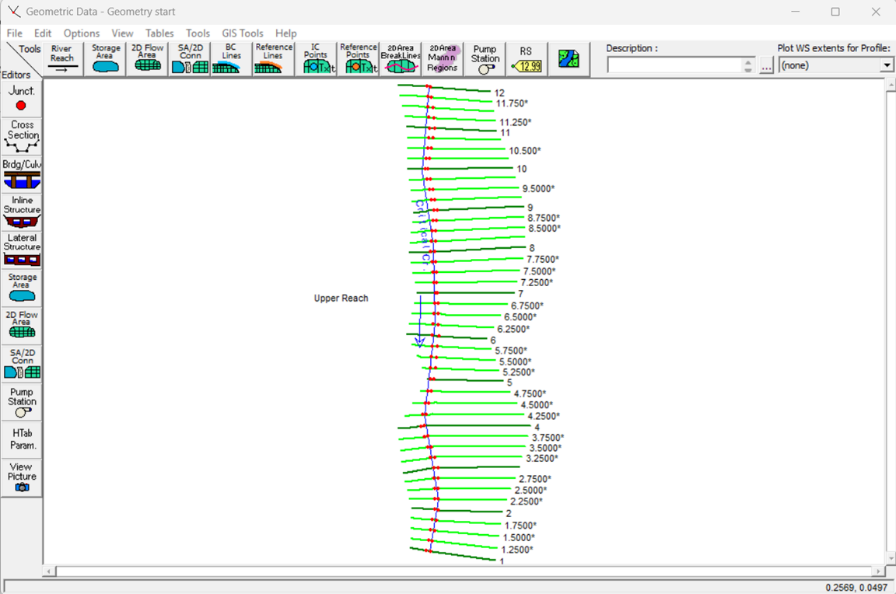 Geometric Data - Geometry start
File Edit Options View Tables Tools GIS Tools Help
Tools
Editors
River
Reach
Storage
Area
2D Flow
Area
SA/2D
Conn
BC
Lines
Reference
Lines
IC
Points
Reference
Points
2D Area
BreakLines
2D Area
Mann n
Regions
Pump
Station
RS
12.99
Description :
...
Plot WS extents for Profile:
(none)
Junct.
Cross
Section
Brdg/Culv
Inline
Structure
Lateral
Structure
Storage
Area
2D Flow
Area
SA/2D
Conn
Pump
Station
HTab
Param.
View
Picture
12
11.750*
11.250*
11
10.500*
10
9.5000*
9
8.7500*
8.5000*
8
7.7500*
7.5000*
7.2500*
7
Upper Reach
6.7500*
6.5000*
6.2500*
6
5.7500*
5.5000*
5.2500*
5
4.7500*
4.5000*
4.2500*
4
3.7500*
3.5000*
3.2500*
2.7500*
2.5000*
2.2500*
2
1.7500*
1.5000*
1.2500*
1
0.2569, 0.0497